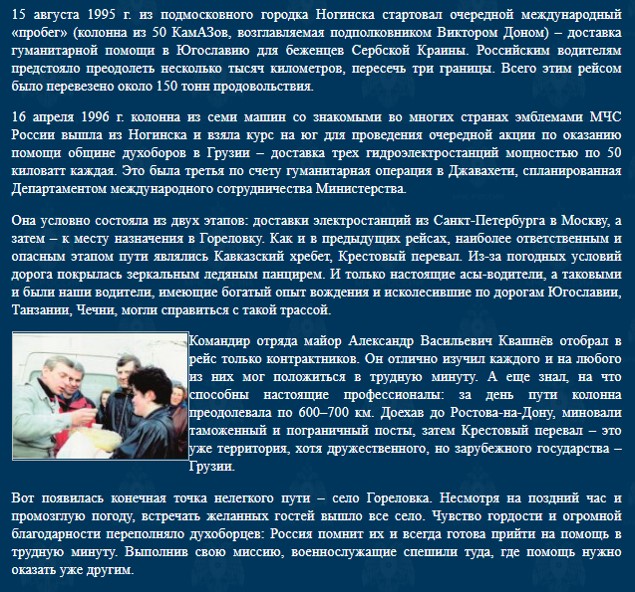 15 августа 1995 г. из подмосковного городка Ногинска стартовал очередной международный
«пробег» (колонна из 50 КамАЗов, возглавляемая подполковником Виктором Доном) – доставка
гуманитарной помощи в Югославию для беженцев Сербской Краины. Российским водителям
предстояло преодолеть несколько тысяч километров, пересечь три границы. Всего этим рейсом
было перевезено около 150 тонн продовольствия.
16 апреля 1996 г. колонна из семи машин со знакомыми во многих странах эмблемами МЧС
России вышла из Ногинска и взяла курс на юг для проведения очередной акции по оказанию
помощи общине духоборов в Грузии – доставка трех гидроэлектростанций мощностью по 50
киловатт каждая. Это была третья по счету гуманитарная операция в Джавахети, спланированная
Департаментом международного сотрудничества Министерства.
Она условно состояла из двух этапов: доставки электростанций из Санкт-Петербурга в Москву, а
затем – к месту назначения в Гореловку. Как и в предыдущих рейсах, наиболее ответственным и
опасным этапом пути являлись Кавказский хребет, Крестовый перевал. Из-за погодных условий
дорога покрылась зеркальным ледяным панцирем. И только настоящие асы-водители, а таковыми
и были наши водители, имеющие богатый опыт вождения и исколесившие по дорогам Югославии,
Танзании, Чечни, могли справиться с такой трассой.
Командир отряда майор Александр Васильевич Квашнёв отобрал в
рейс только контрактников. Он отлично изучил каждого и на любого
из них мог положиться в трудную минуту. А еще знал, на что
способны настоящие профессионалы: за день пути колонна
преодолевала по 600–700 км. Доехав до Ростова-на-Дону, миновали
таможенный и пограничный посты, затем Крестовый перевал – это
уже территория, хотя дружественного, но зарубежного государства –
Грузии.
Вот появилась конечная точка нелегкого пути – село Гореловка. Несмотря на поздний час и
промозглую погоду, встречать желанных гостей вышло все село. Чувство гордости и огромной
благодарности переполняло духоборцев: Россия помнит их и всегда готова прийти на помощь в
трудную минуту. Выполнив свою миссию, военнослужащие спешили туда, где помощь нужно
оказать уже другим.